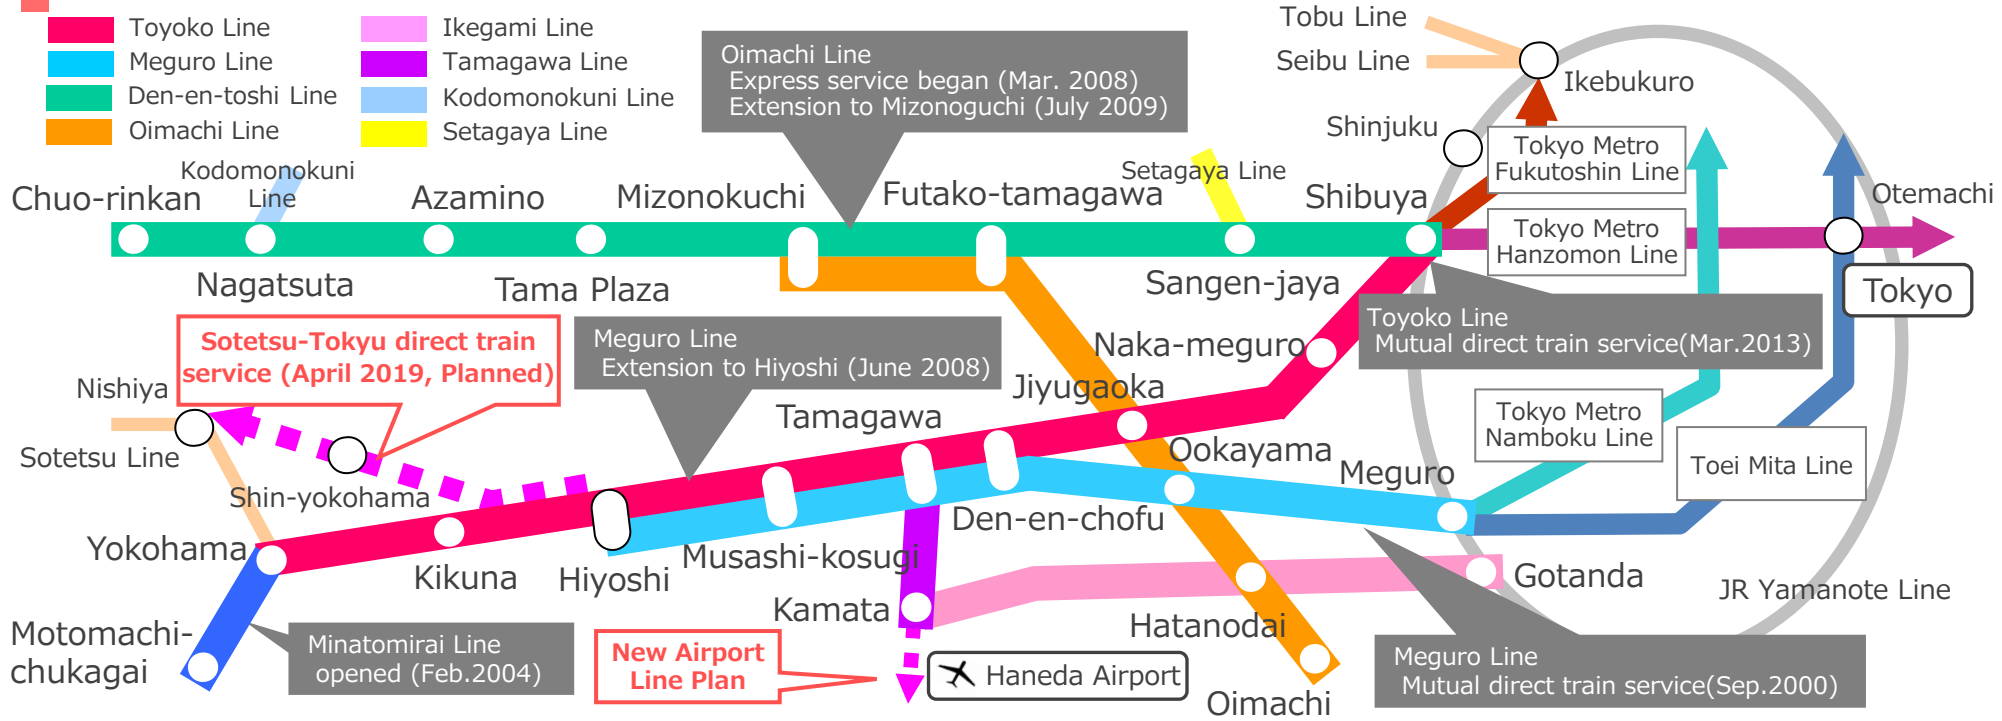 Toyoko Line
Meguro Line
Den-en-toshi Line
Oimachi Line
Ikegami Line
Tamagawa Line
Kodomonokuni Line
Setagaya Line
Oimachi Line
Express service began (Mar. 2008)
Extension to Mizonoguchi (July 2009)
Tobu Line
Seibu Line
Ikebukuro
Shinjuku
Tokyo Metro
Fukutoshin Line
Kodomonokuni
Line
Setagaya Line
Chuo-rinkan
Azamino
Mizonokuchi
Futako-tamagawa
Shibuya
Otemachi
Tokyo Metro
Hanzomon Line
Nagatsuta
Tama Plaza
Sangen-jaya
Tokyo
Sotetsu-Tokyu direct train
service (April 2019, Planned)
Meguro Line
Extension to Hiyoshi (June 2008)
Naka-meguro
Toyoko Line
Mutual direct train service(Mar.2013)
Nishiya
Jiyugaoka
Tamagawa
Tokyo Metro
Namboku Line
Sotetsu Line
Ookayama
Meguro
Toei Mita Line
Shin-yokohama
Den-en-chofu
Yokohama
Kikuna
Hiyoshi
Musashi-kosugi
Gotanda
JR Yamanote Line
Kamata
Hatanodai
Motomachi-
chukagai
Minatomirai Line
opened (Feb.2004)
New Airport
Line Plan
Haneda Airport
Oimachi
Meguro Line
Mutual direct train service(Sep.2000)